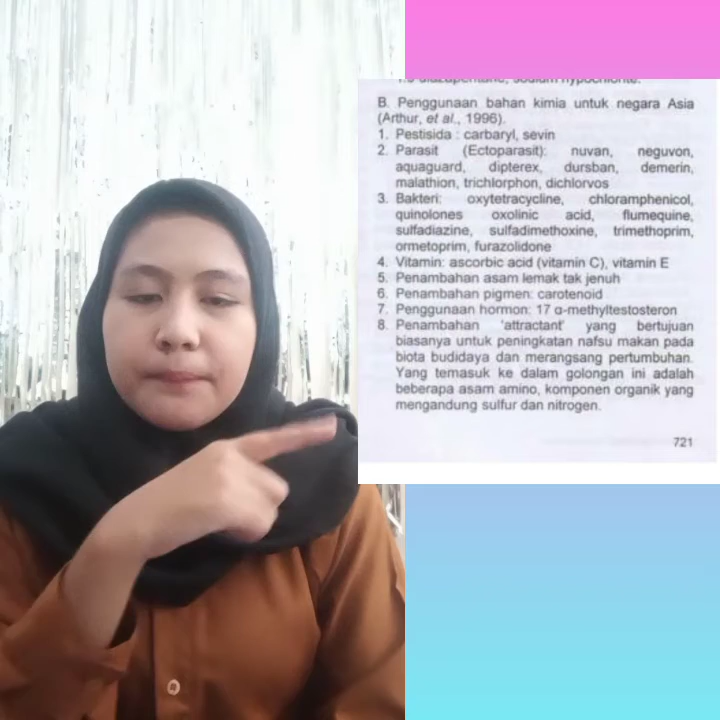 B. Penggunaan bahan kimia untuk negara Asia
(Arthur, et al., 1996).
1. Pestisida : carbaryl, sevin
2. Parasit (Ectoparasit): nuvan, neguvon,
aquaguard, dipterex, dursban, demerin,
malathion, trichlorphon, dichlorvos
3. Bakteri: oxytetracycline, chloramphenicol,
quinolones oxolinic acid, flumequine,
sulfadiazine, sulfadimethoxine, trimethoprim,
ormetoprim, furazolidone
4. Vitamin: ascorbic acid (vitamin C), vitamin E
5. Penambahan asam lemak tak jenuh
6. Penambahan pigmen: carotenoid
7. Penggunaan hormon: 17 α-methyltestosteron
8. Penambahan 'attractant' yang bertujuan
biasanya untuk peningkatan nafsu makan pada
biota budidaya dan merangsang pertumbuhan.
Yang temasuk ke dalam golongan ini adalah
beberapa asam amino, komponen organik yang
mengandung sulfur dan nitrogen.
721